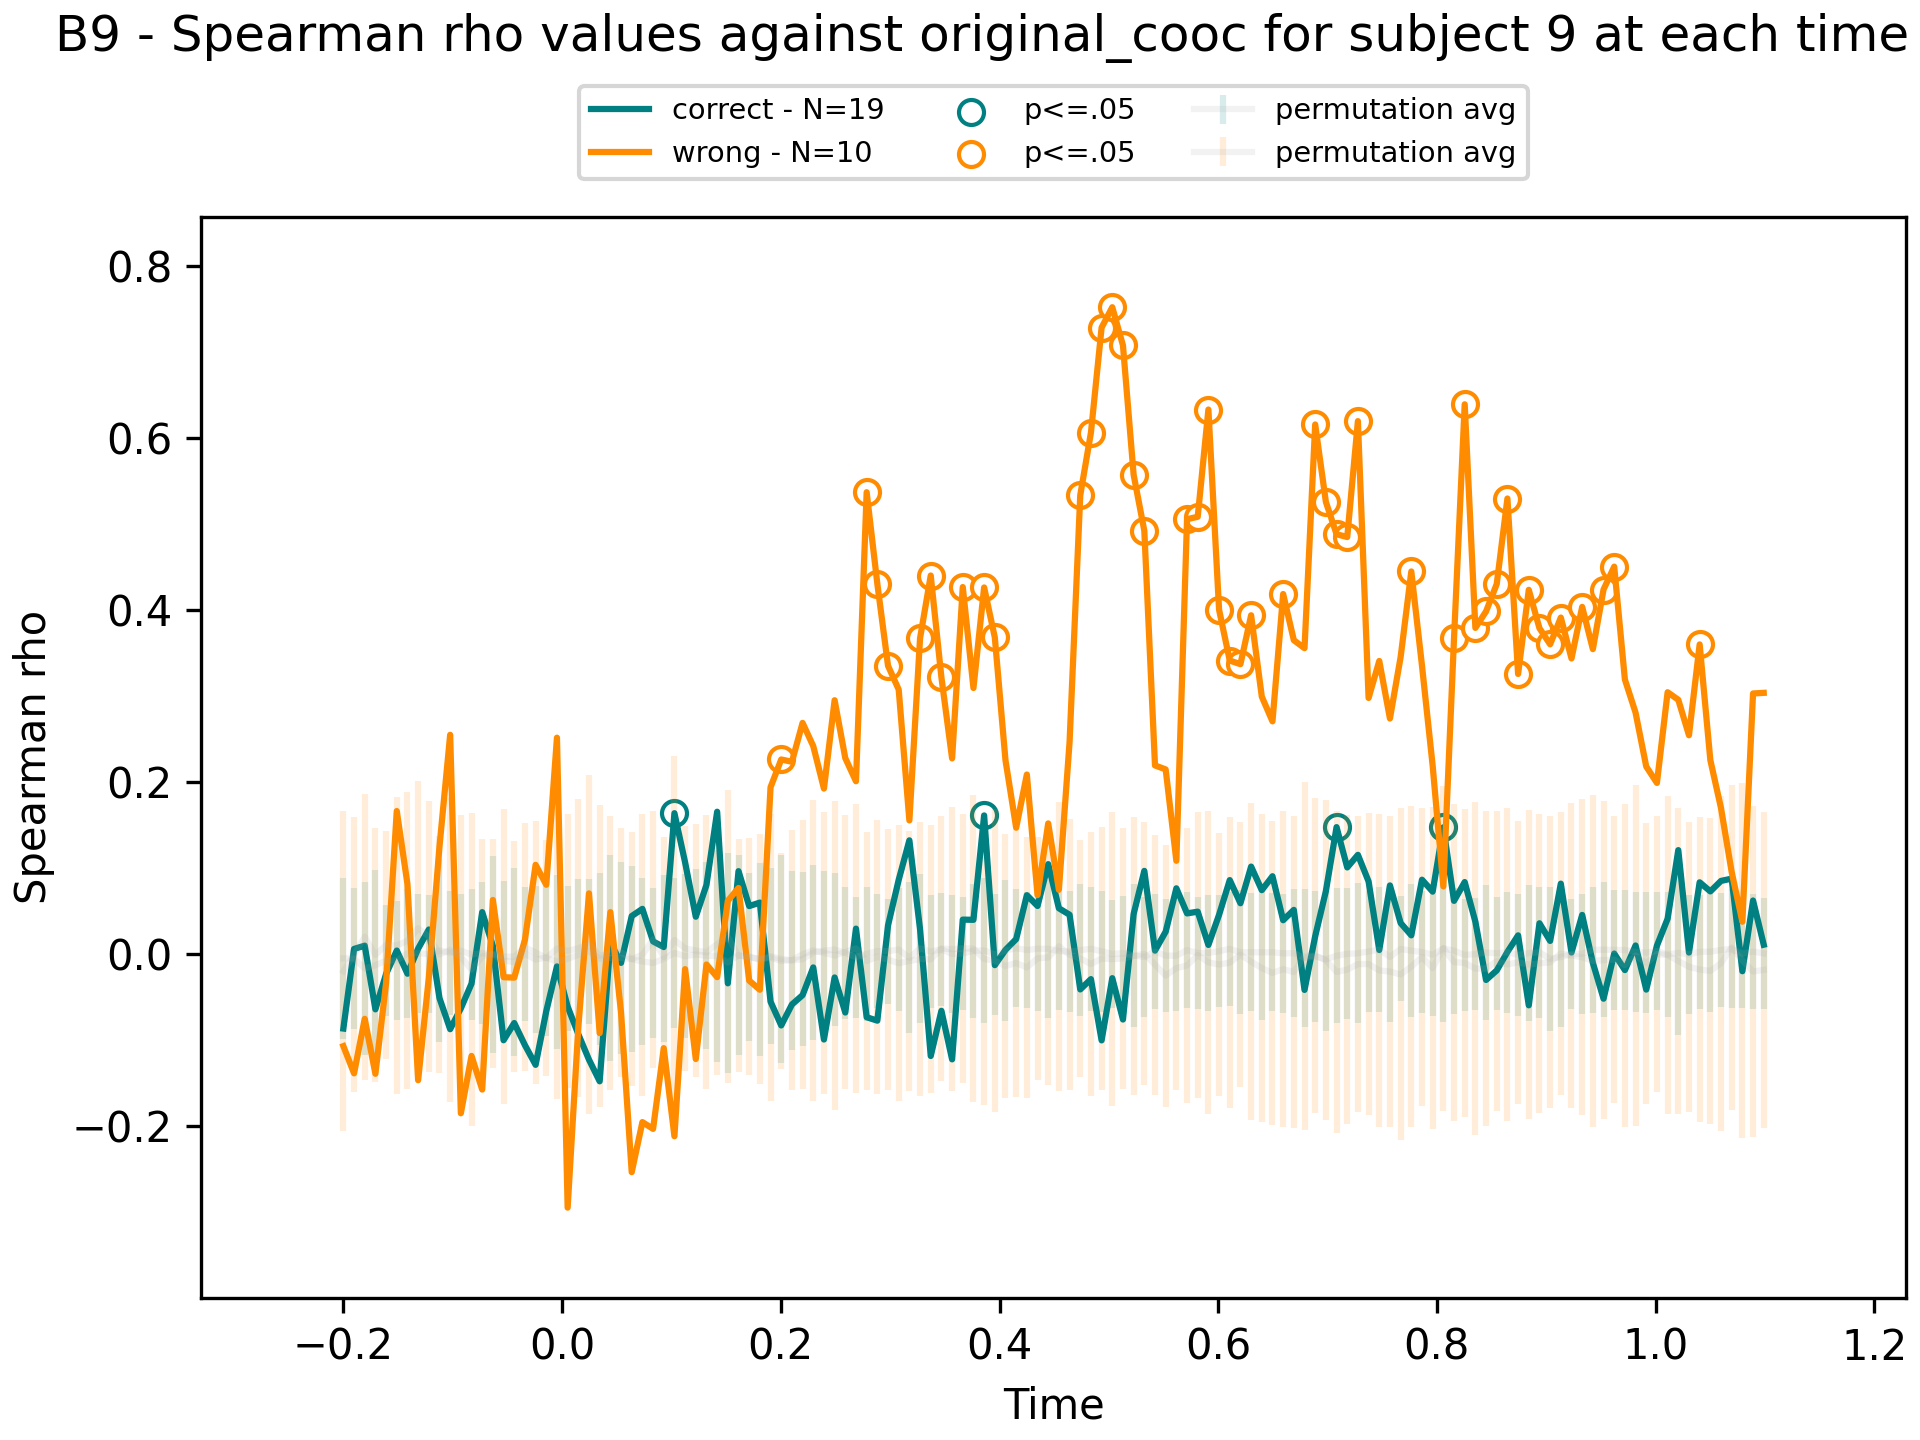 B9 - Spearman rho values against original_cooc for subject 9 at each time
correct - N=19
wrong - N=10
p<=.05
p<=.05
permutation avg
permutation avg
0.8
0.6
0.4
0.2
0.0
−0.2
Spearman rho
−0.2 0.0 0.2 0.4 0.6 0.8 1.0 1.2
Time